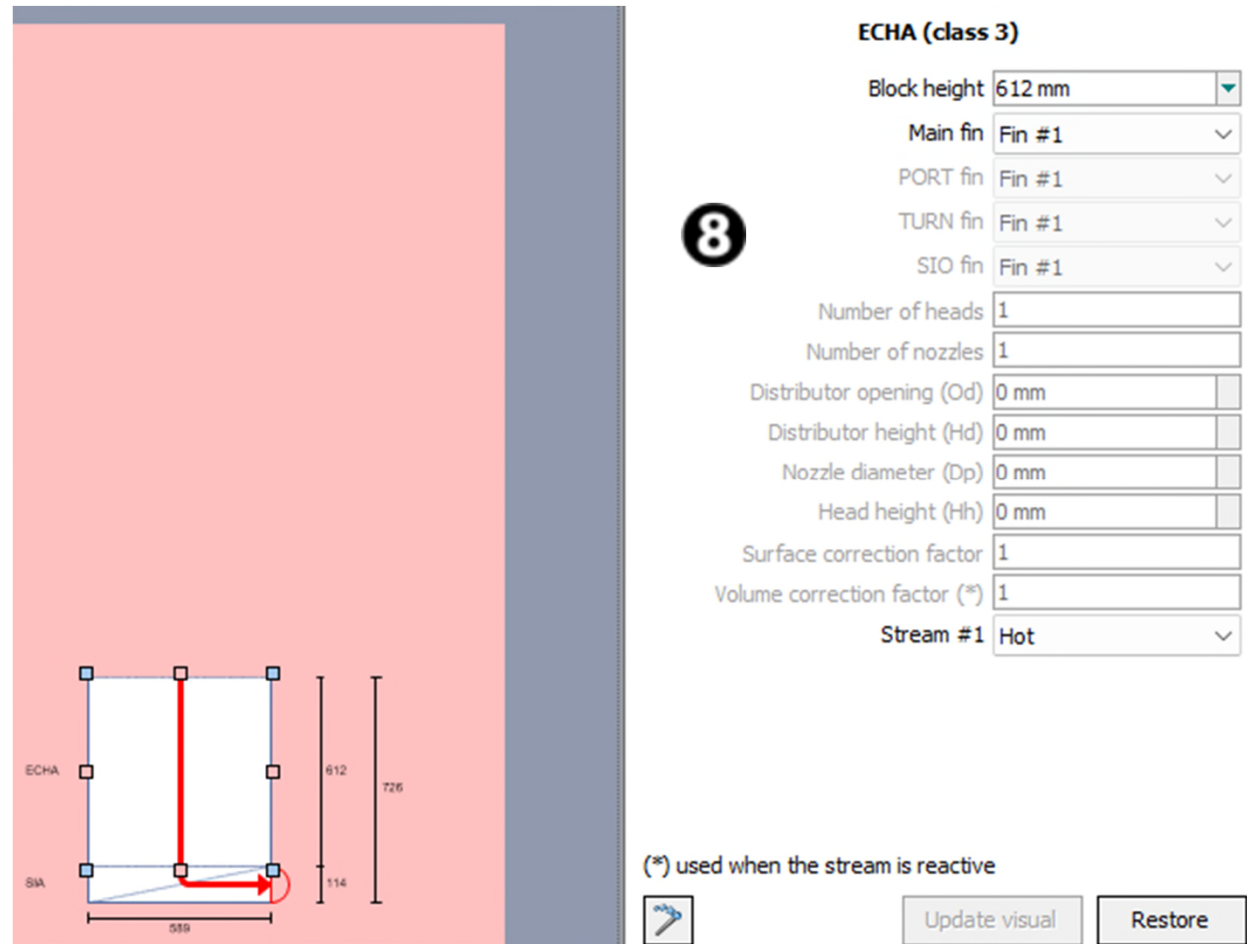 ECHA (class 3)
Block height 612 mm
Main fin Fin #1
PORT fin Fin #1
8
TURN fin Fin #1
SIO fin Fin #1
Number of heads 1
Number of nozzles 1
Distributor opening (Od) 0 mm
Distributor height (Hd) 0 mm
Nozzle diameter (Dp) 0 mm
Head height (Hh) 0 mm
Surface correction factor 1
Volume correction factor (*) 1
Stream #1 Hot
ECHA
612
726
SIA
114
589
(*) used when the stream is reactive
Update visual
Restore